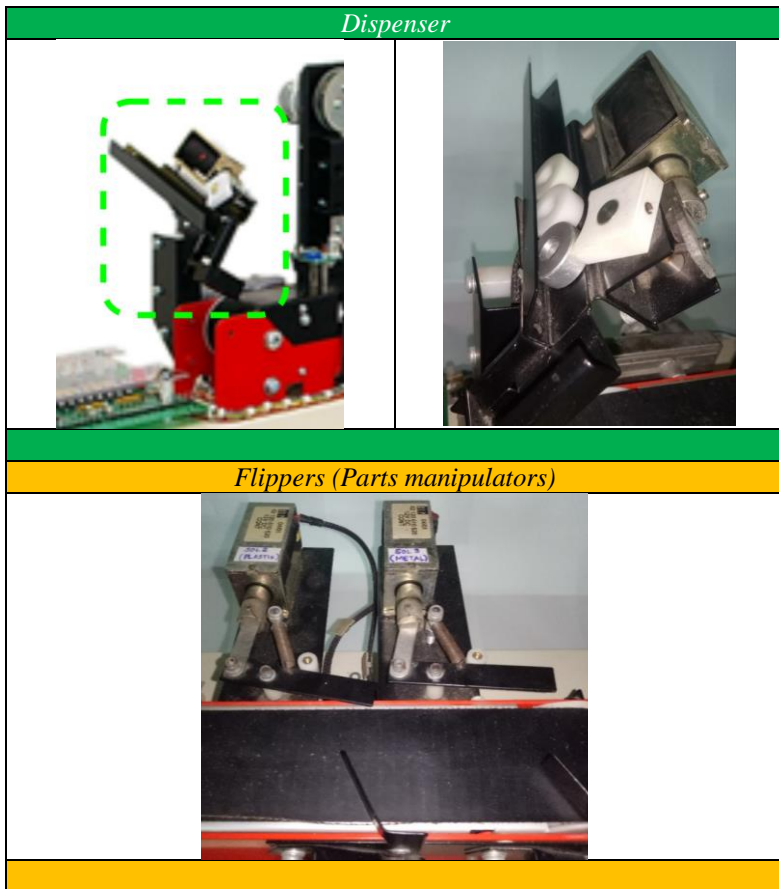 Dispenser
Flippers (Parts manipulators)
SOL 2
(PLASTIC)
SOL 3
(METAL)